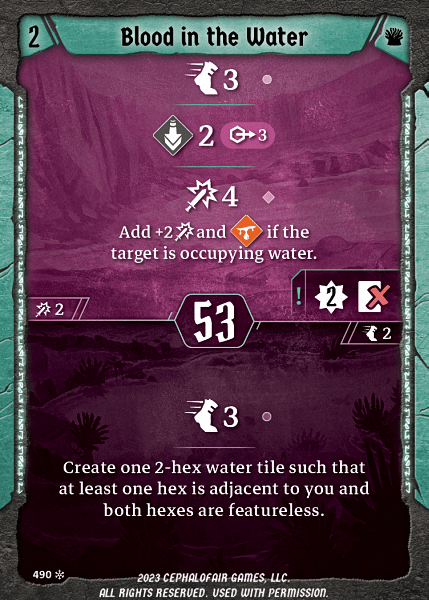 2 Blood in the Water
3
2 3
4
Add +2 and if the
target is occupying water.
! 2
2 53
2
3
Create one 2-hex water tile such that
at least one hex is adjacent to you and
both hexes are featureless.
490
2023 CEPHALOFAIR GAMES, LLC.
ALL RIGHTS RESERVED. USED WITH PERMISSION.